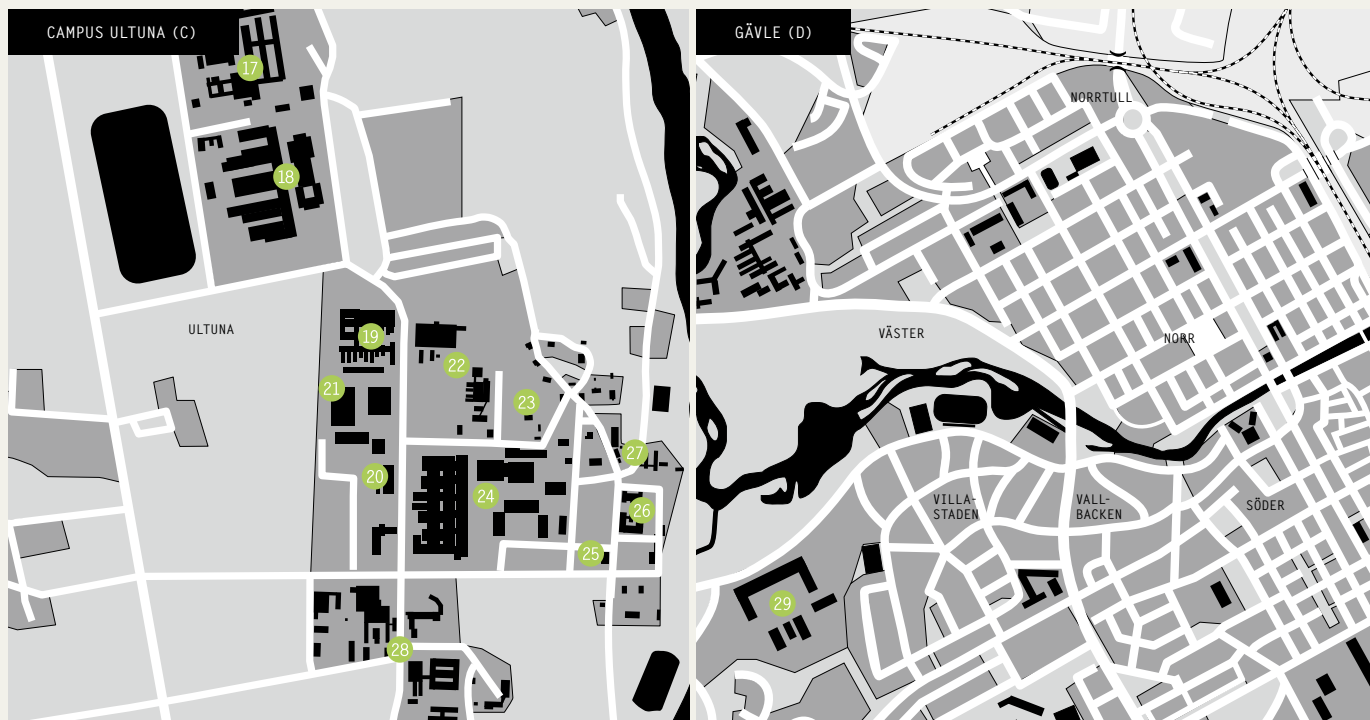 CAMPUS ULTUNA (C)
17
18
ULTUNA
19
22
21
23
27
20
24
26
25
28
GÄVLE (D)
NORRTULL
VÄSTER
NORR
VILLA-
STADEN
VALL-
BACKEN
SÖDER
29